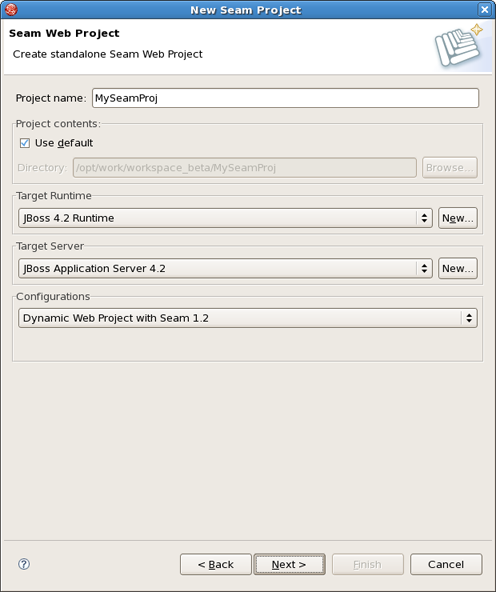 New Seam Project
Seam Web Project
Create standalone Seam Web Project
Project name: MySeamProj
Project contents:
Use default
Directory: /opt/work/workspace_beta/MySeamProj Browse...
Target Runtime
JBoss 4.2 Runtime New...
Target Server
JBoss Application Server 4.2 New...
Configurations
Dynamic Web Project with Seam 1.2
? < Back Next > Finish Cancel